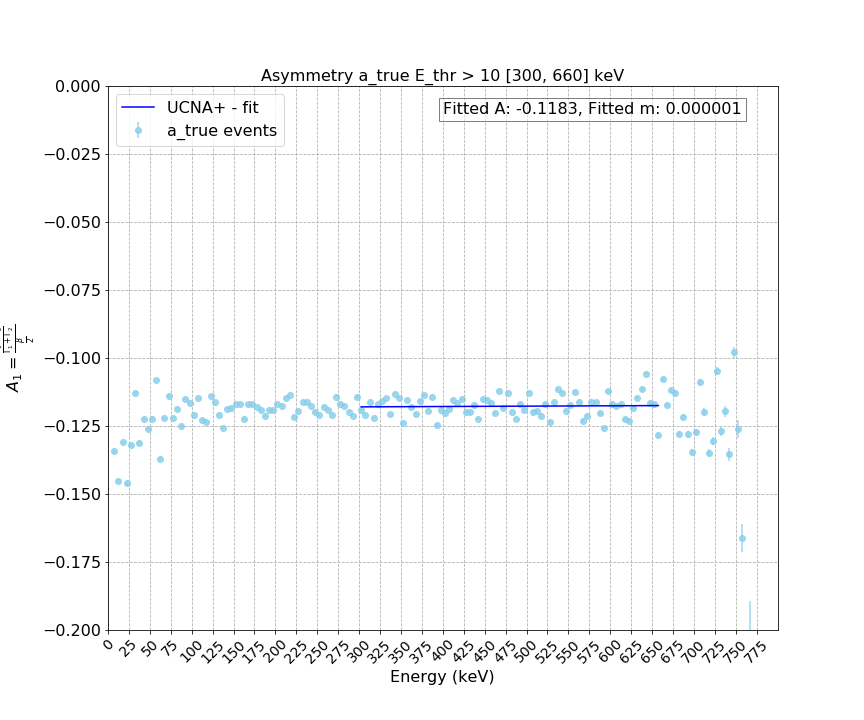 Asymmetry a_true E_thr > 10 [300, 660] keV
UCNA+ - fit
a_true events
Fitted A: -0.1183, Fitted m: 0.000001
0.000
−0.025
−0.050
−0.075
−0.100
−0.125
−0.150
−0.175
−0.200
0 25 50 75 100 125 150 175 200 225 250 275 300 325 350 375 400 425 450 475 500 525 550 575 600 625 650 675 700 725 750 775
Energy (keV)